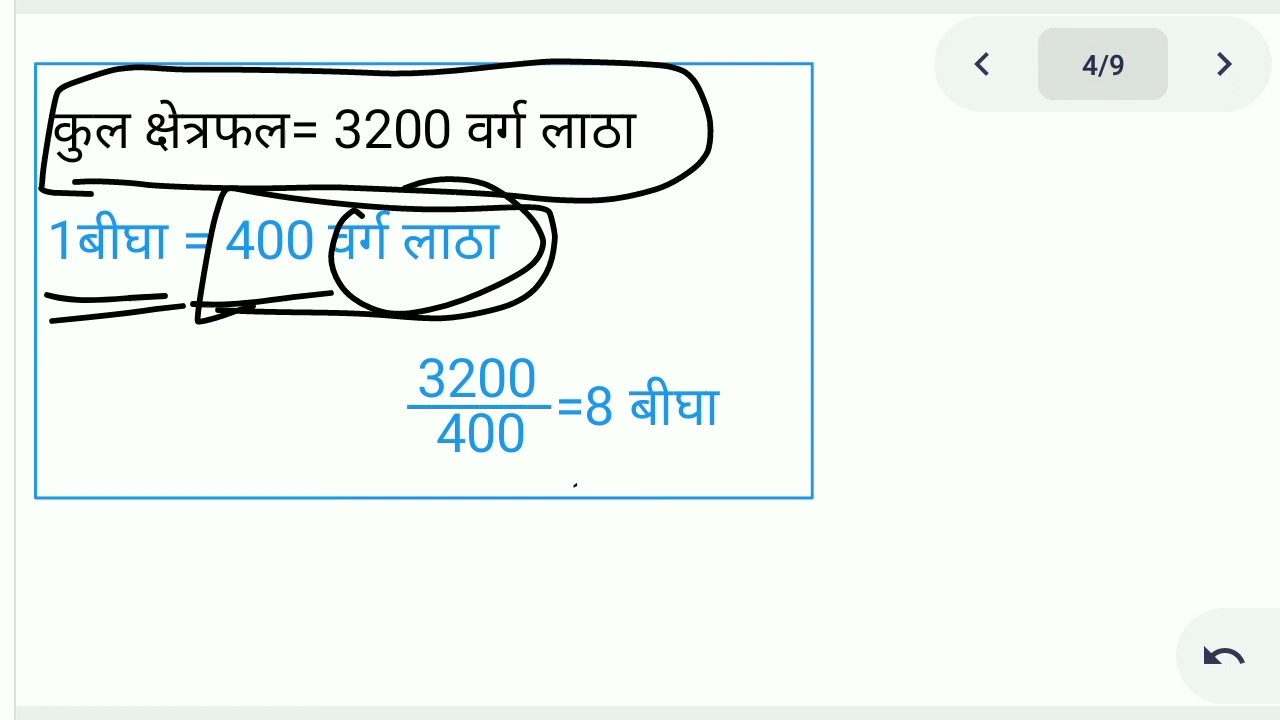 4/9
कुल क्षेत्रफल= 3200 वर्ग लाठा
1बीघा = 400 वर्ग लाठा
3200
400
=8 बीघा